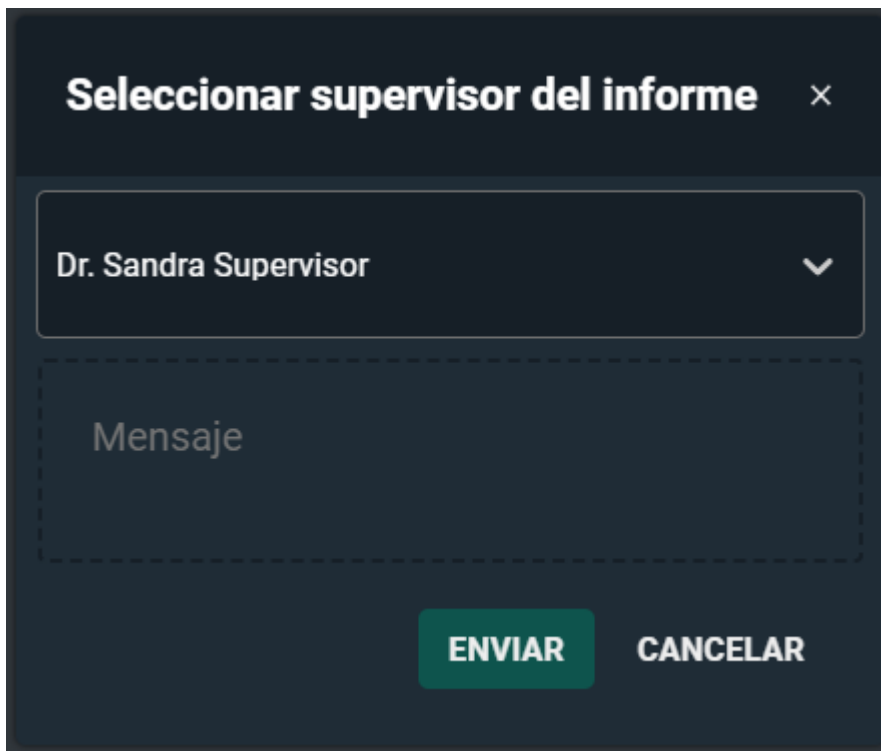 Seleccionar supervisor del informe ×
Dr. Sandra Supervisor
Mensaje
ENVIAR CANCELAR